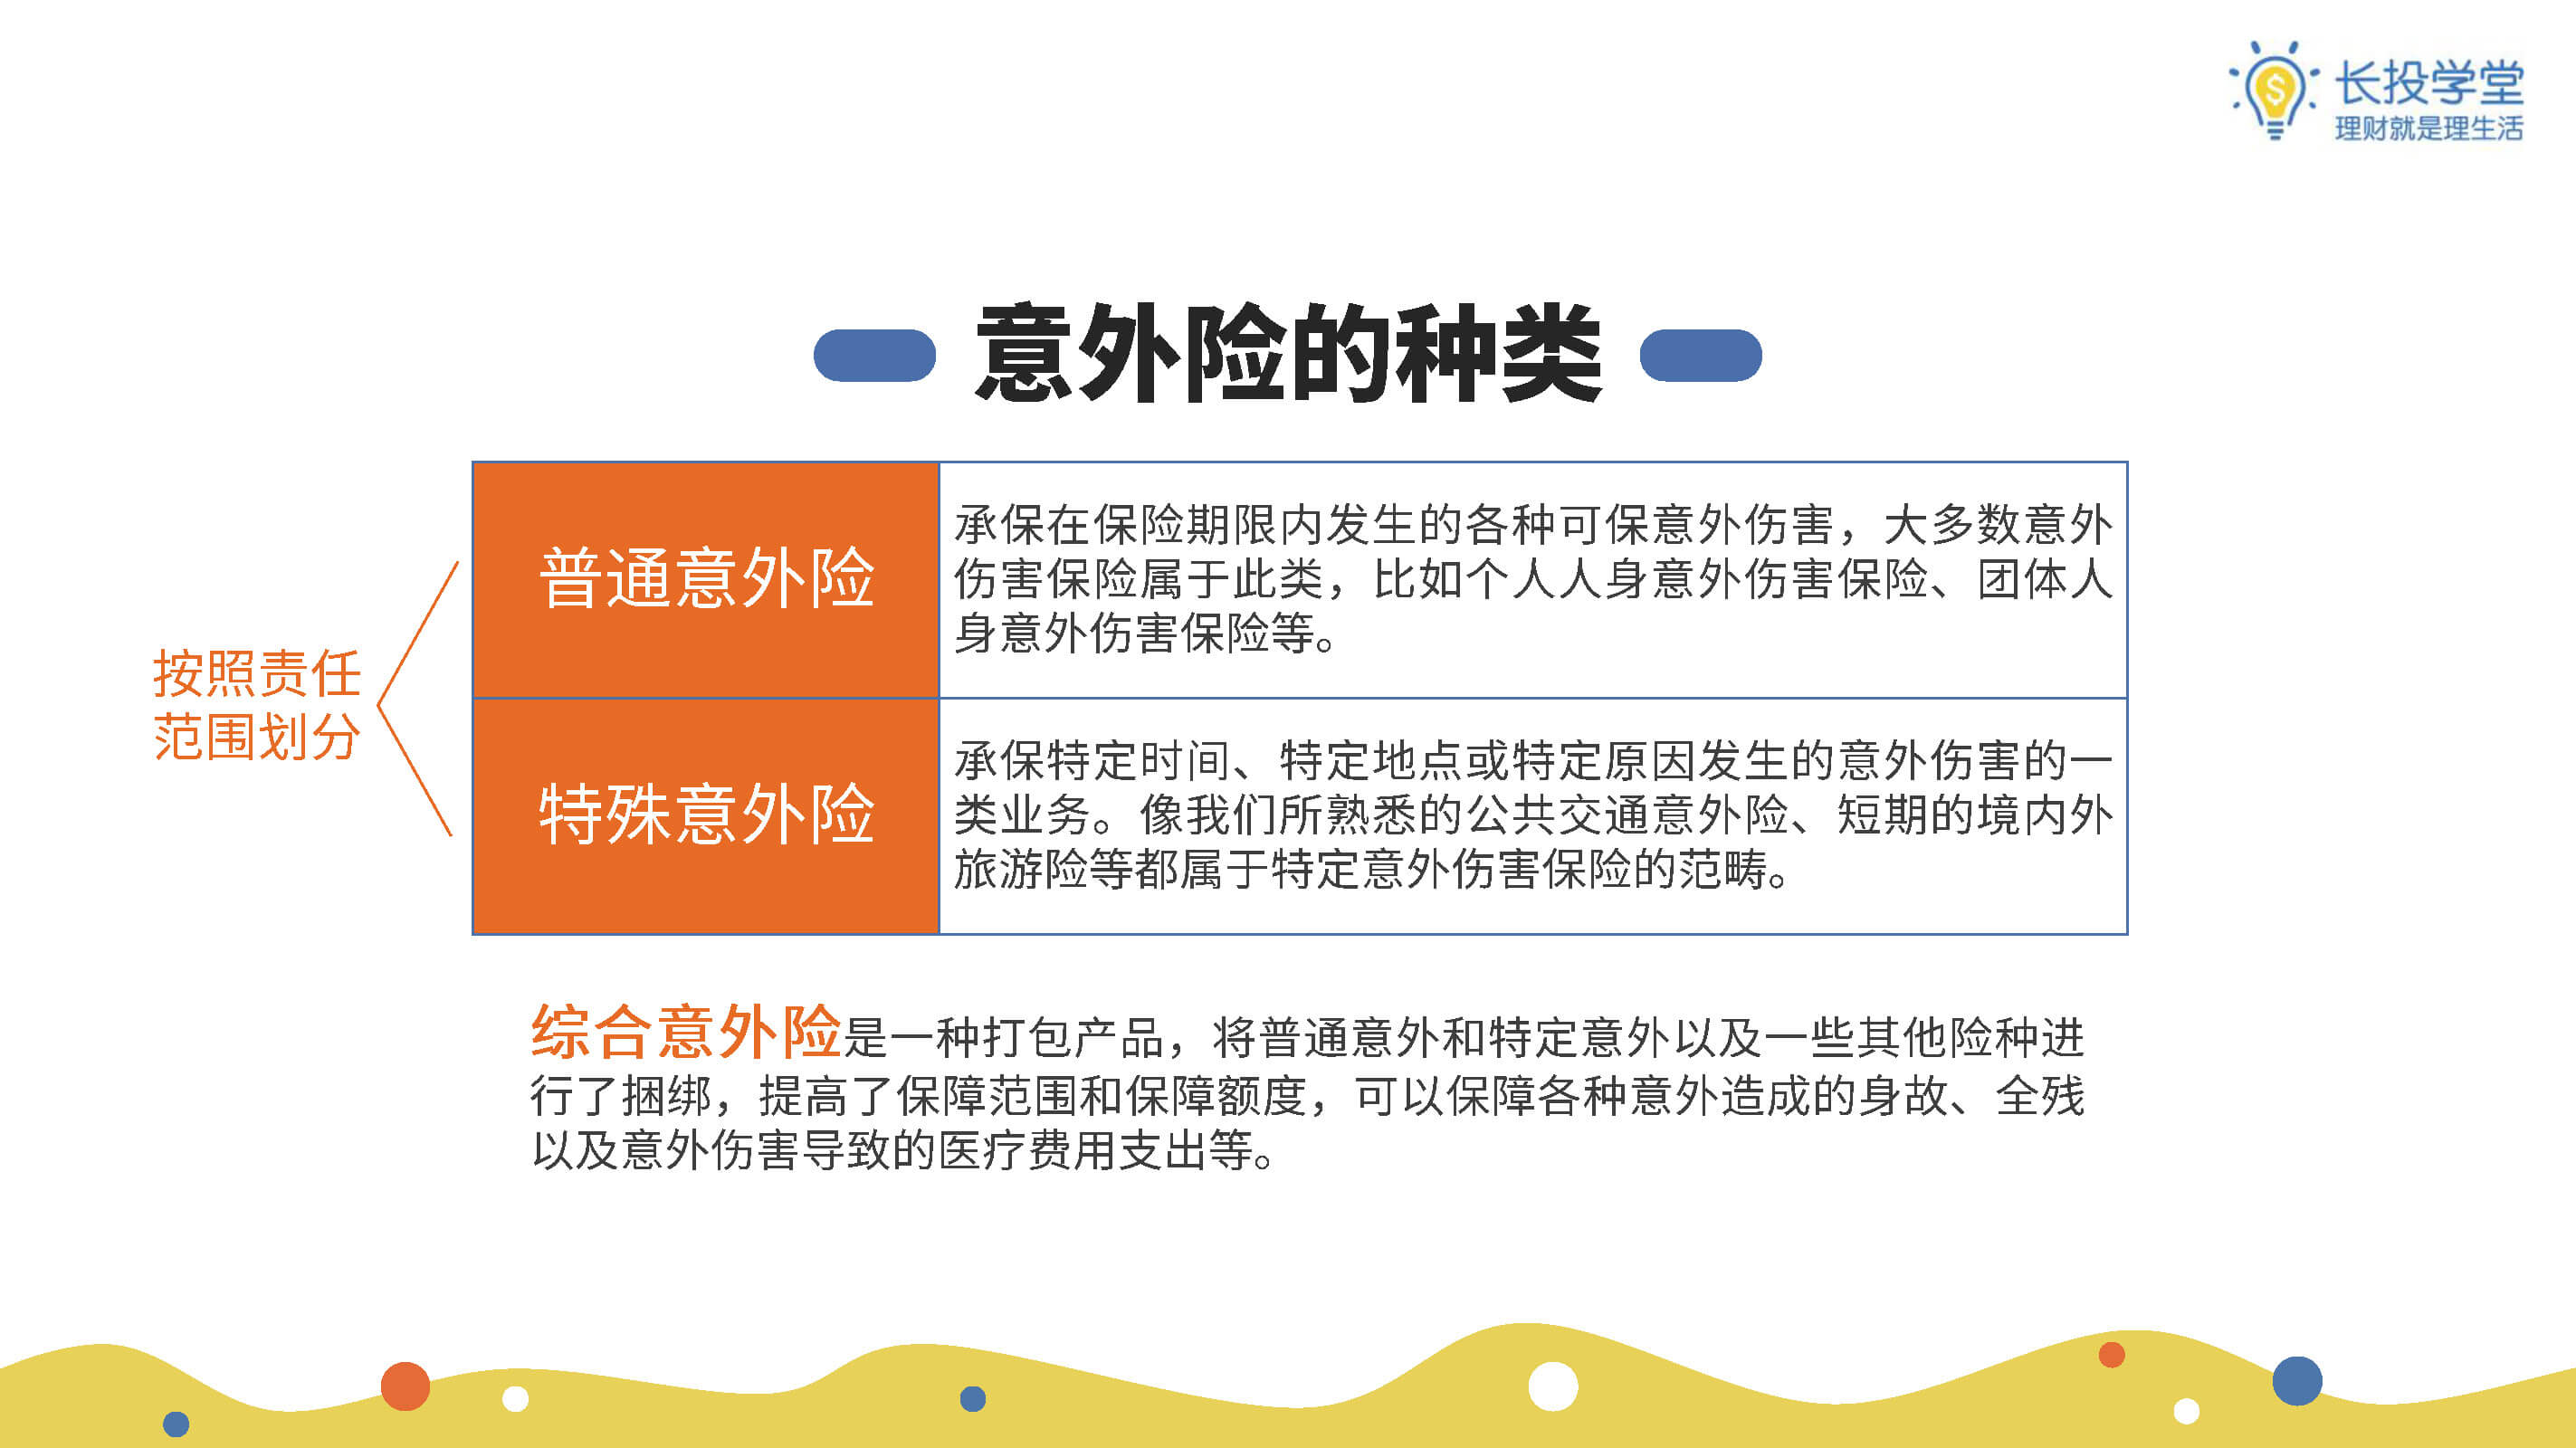 长投学堂
理财就是理生活
意外险的种类
按照责任
范围划分
普通意外险
承保在保险期限内发生的各种可保意外伤害，大多数意外
伤害保险属于此类，比如个人人身意外伤害保险、团体人
身意外伤害保险等。
特殊意外险
承保特定时间、特定地点或特定原因发生的意外伤害的一
类业务。像我们所熟悉的公共交通意外险、短期的境内外
旅游险等都属于特定意外伤害保险的范畴。
综合意外险是一种打包产品，将普通意外和特定意外以及一些其他险种进
行了捆绑，提高了保障范围和保障额度，可以保障各种意外造成的身故、全残
以及意外伤害导致的医疗费用支出等。